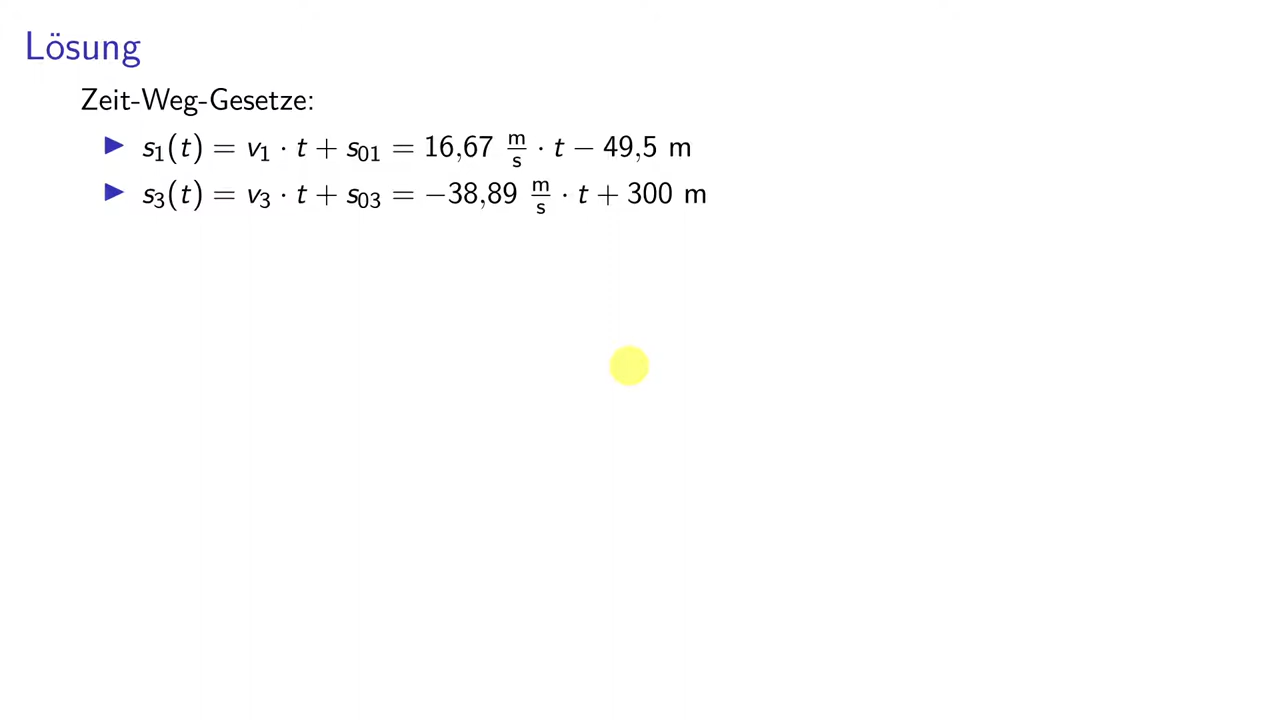 Lösung
Zeit-Weg-Gesetze:
▶ s₁(t) = v₁ · t + s₀₁ = 16,67 m/s · t − 49,5 m
▶ s₃(t) = v₃ · t + s₀₃ = −38,89 m/s · t + 300 m